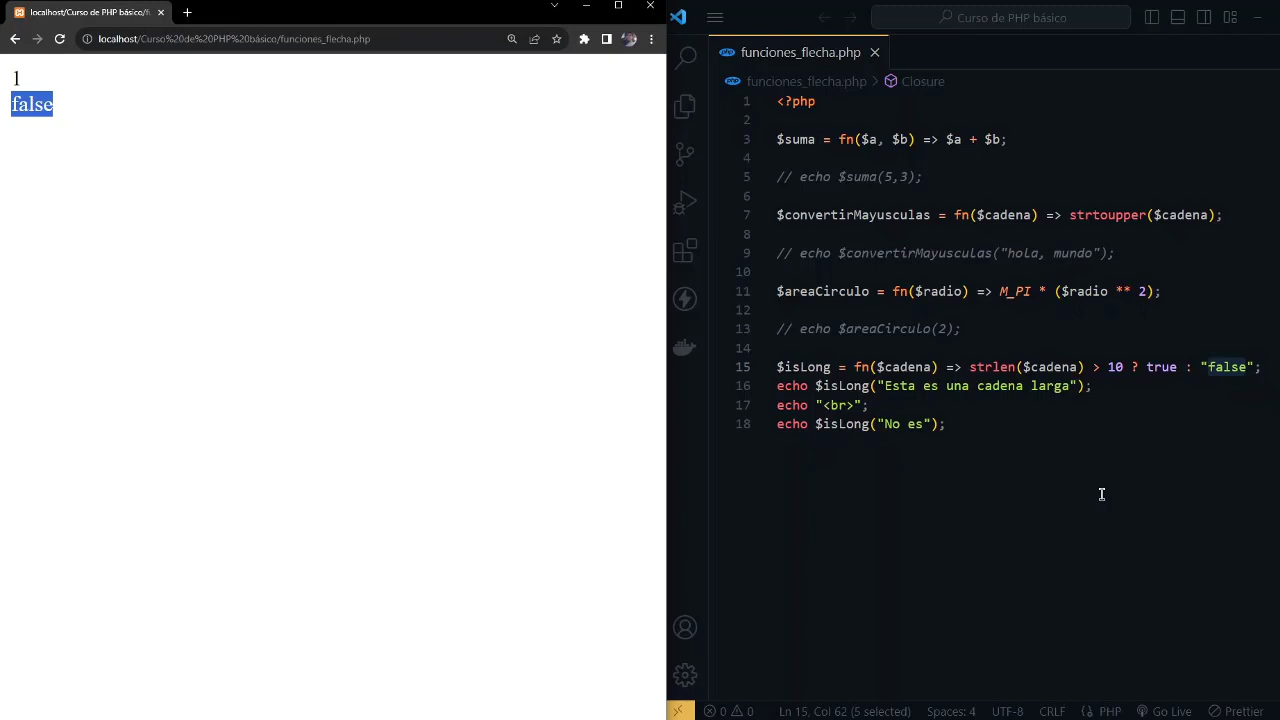 localhost/Curso de PHP básico/fu
localhost/Curso%20de%20PHP%20básico/funciones_flecha.php
1
false
Curso de PHP básico
funciones_flecha.php
funciones_flecha.php > Closure
1 <?php
2
3 $suma = fn($a, $b) => $a + $b;
4
5 // echo $suma(5,3);
6
7 $convertirMayusculas = fn($cadena) => strtoupper($cadena);
8
9 // echo $convertirMayusculas("hola, mundo");
10
11 $areaCirculo = fn($radio) => M_PI * ($radio ** 2);
12
13 // echo $areaCirculo(2);
14
15 $isLong = fn($cadena) => strlen($cadena) > 10 ? true : "false";
16 echo $isLong("Esta es una cadena larga");
17 echo "<br>";
18 echo $isLong("No es");
0 0 Ln 15, Col 62 (5 selected) Spaces: 4 UTF-8 CRLF {} PHP Go Live Prettier